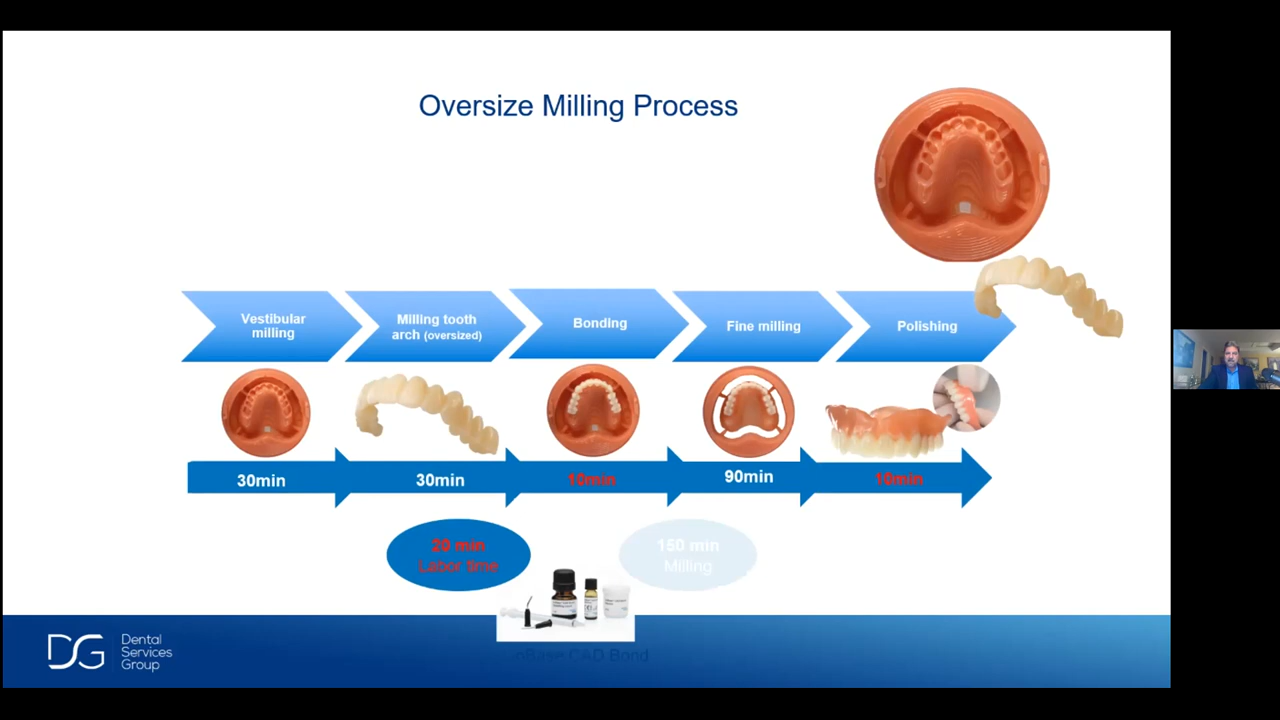 Oversize Milling Process
Vestibular
milling
Milling tooth
arch (oversized)
Bonding
Fine milling
Polishing
30min
30min
10min
90min
10min
20 min
Labor time
150 min
Milling
CAD Bond
DG
Dental
Services
Group